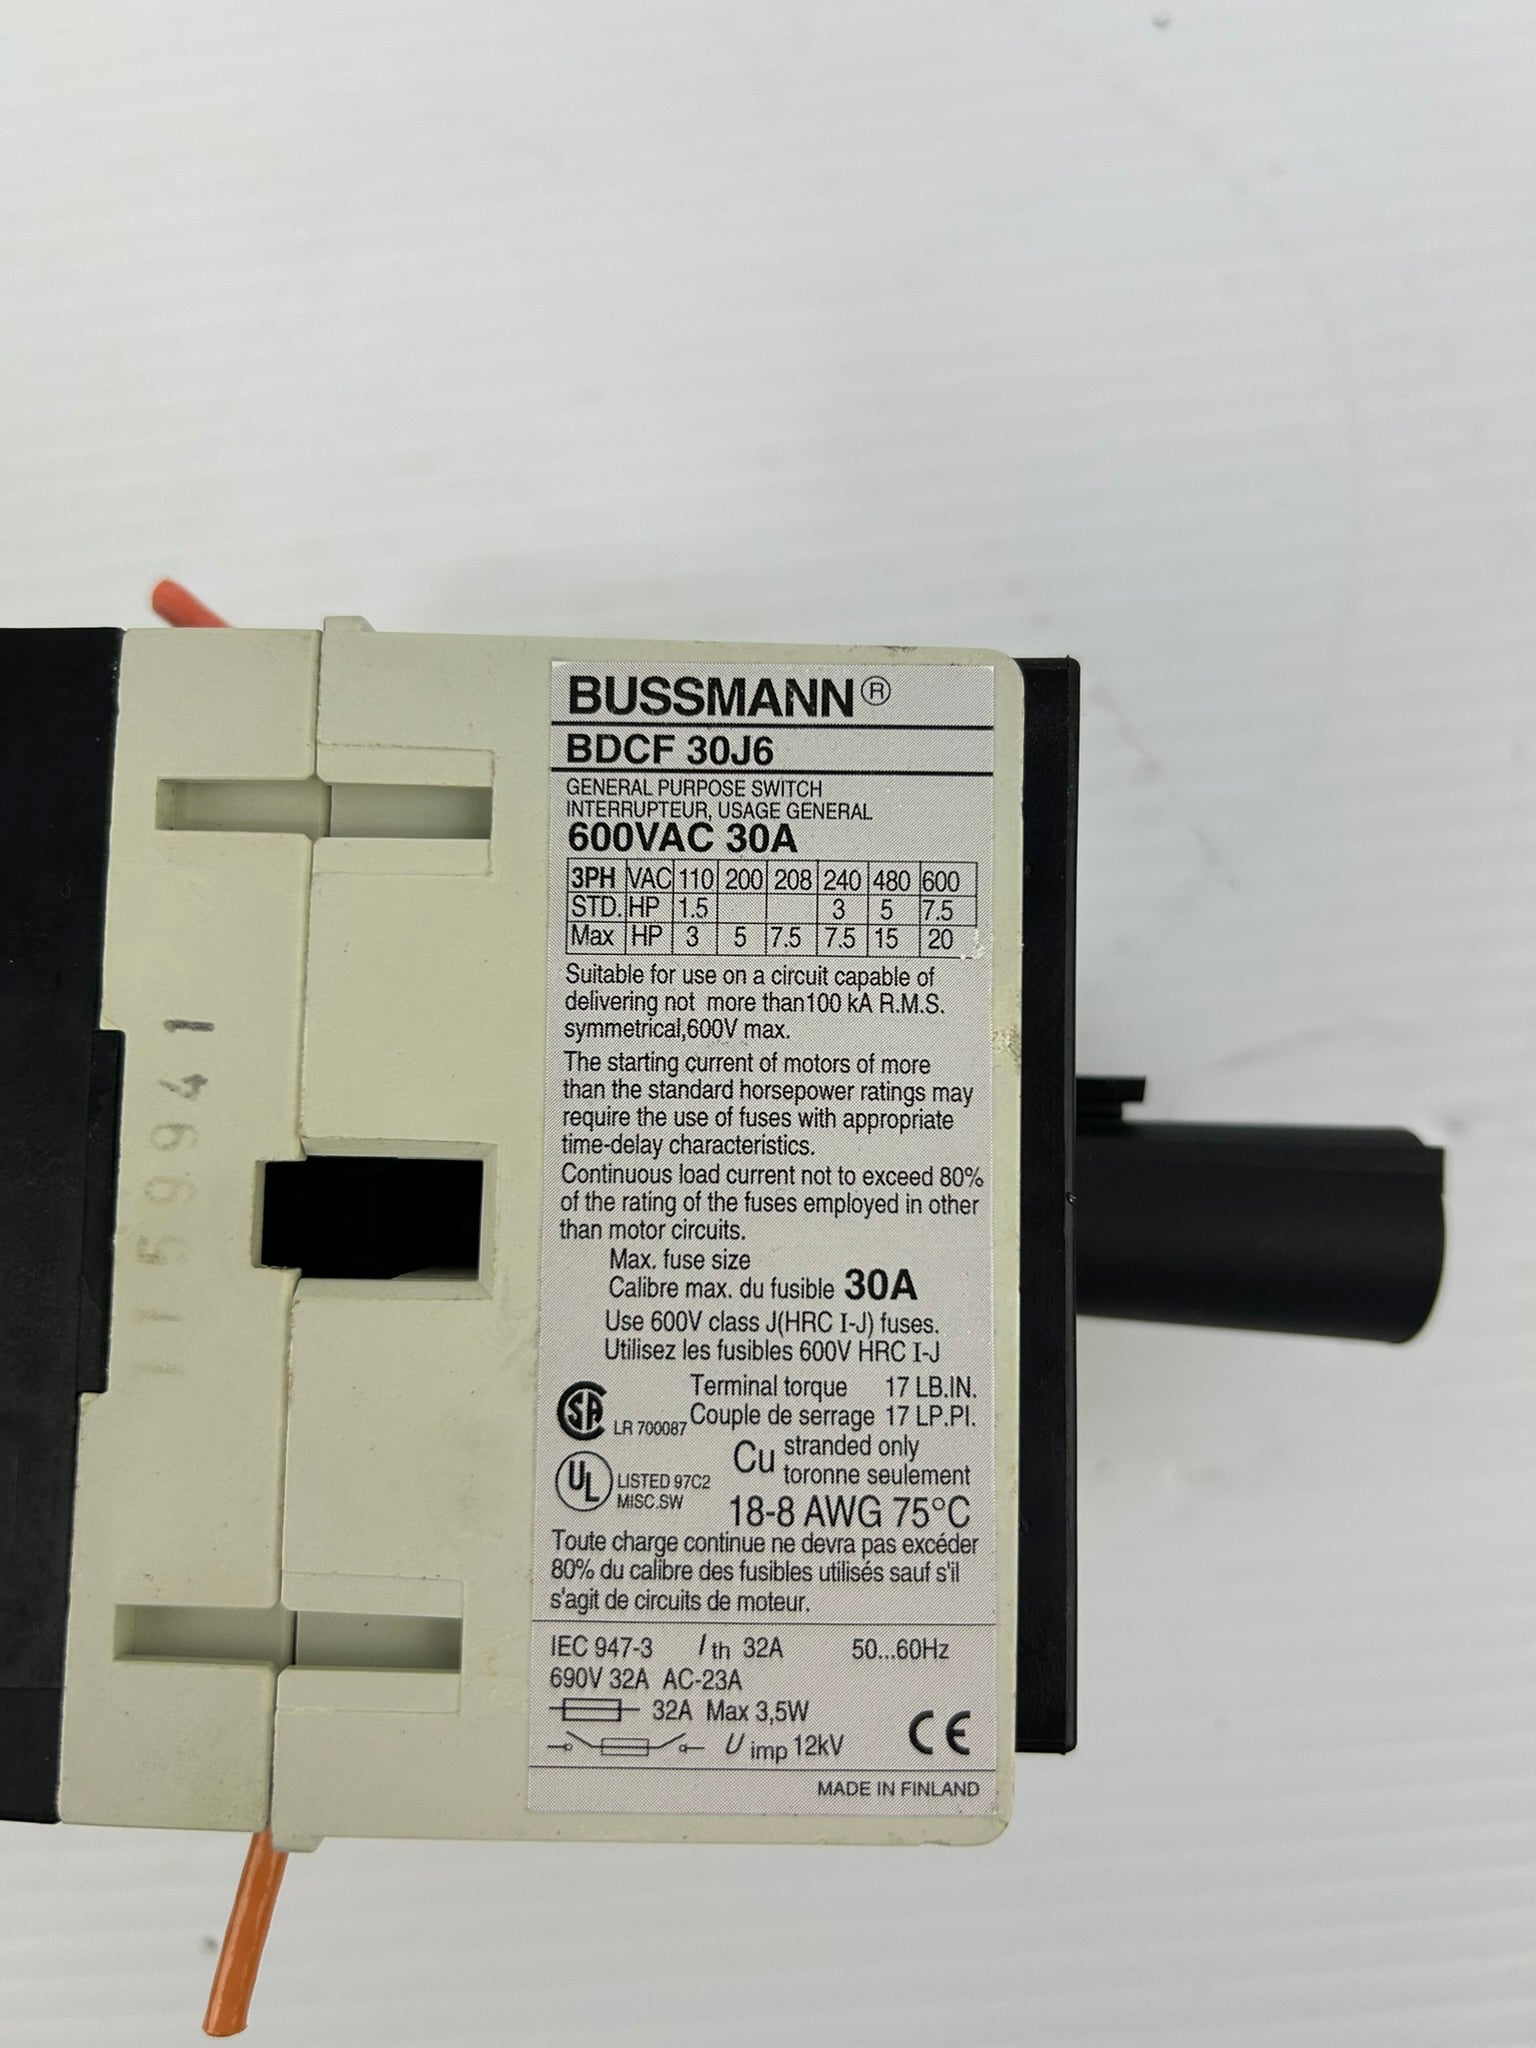 BUSSMANN®
BDCF 30J6
GENERAL PURPOSE SWITCH
INTERRUPTEUR, USAGE GENERAL
600VAC 30A
3PH VAC 110 200 208 240 480 600
STD. HP 1.5 3 5 7.5
Max HP 3 5 7.5 7.5 15 20
Suitable for use on a circuit capable of
delivering not more than100 kA R.M.S.
symmetrical,600V max.
The starting current of motors of more
than the standard horsepower ratings may
require the use of fuses with appropriate
time-delay characteristics.
Continuous load current not to exceed 80%
of the rating of the fuses employed in other
than motor circuits.
Max. fuse size
Calibre max. du fusible 30A
Use 600V class J(HRC I-J) fuses.
Utilisez les fusibles 600V HRC I-J
Terminal torque 17 LB.IN.
SA LR 700087 Couple de serrage 17 LP.PI.
Cu stranded only
toronne seulement
UL LISTED 97C2
MISC.SW
18-8 AWG 75°C
Toute charge continue ne devra pas excéder
80% du calibre des fusibles utilisés sauf s'il
s'agit de circuits de moteur.
IEC 947-3 Ith 32A 50...60Hz
690V 32A AC-23A
32A Max 3,5W
U imp 12kV CE
MADE IN FINLAND
1159941